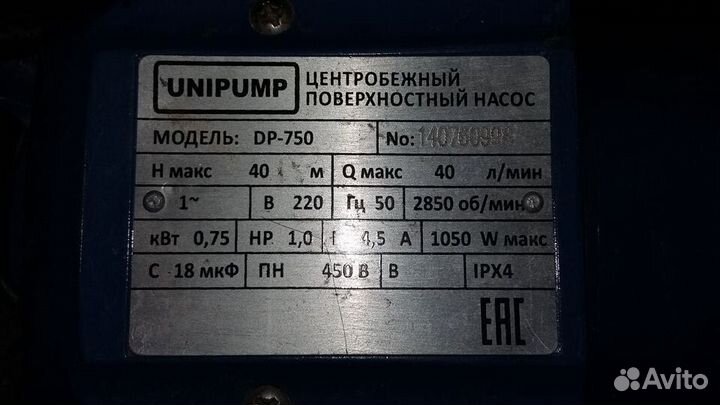 UNIPUMP
ЦЕНТРОБЕЖНЫЙ
ПОВЕРХНОСТНЫЙ НАСОС
МОДЕЛЬ: DP-750 No:
H макс 40 м Q макс 40 л/мин
1~ В 220 Гц 50 2850 об/мин
кВт 0,75 HP 1,0 I 4,5 А 1050 W макс
C 18 мкФ ПН 450 В B IPX4
EAC
Avito